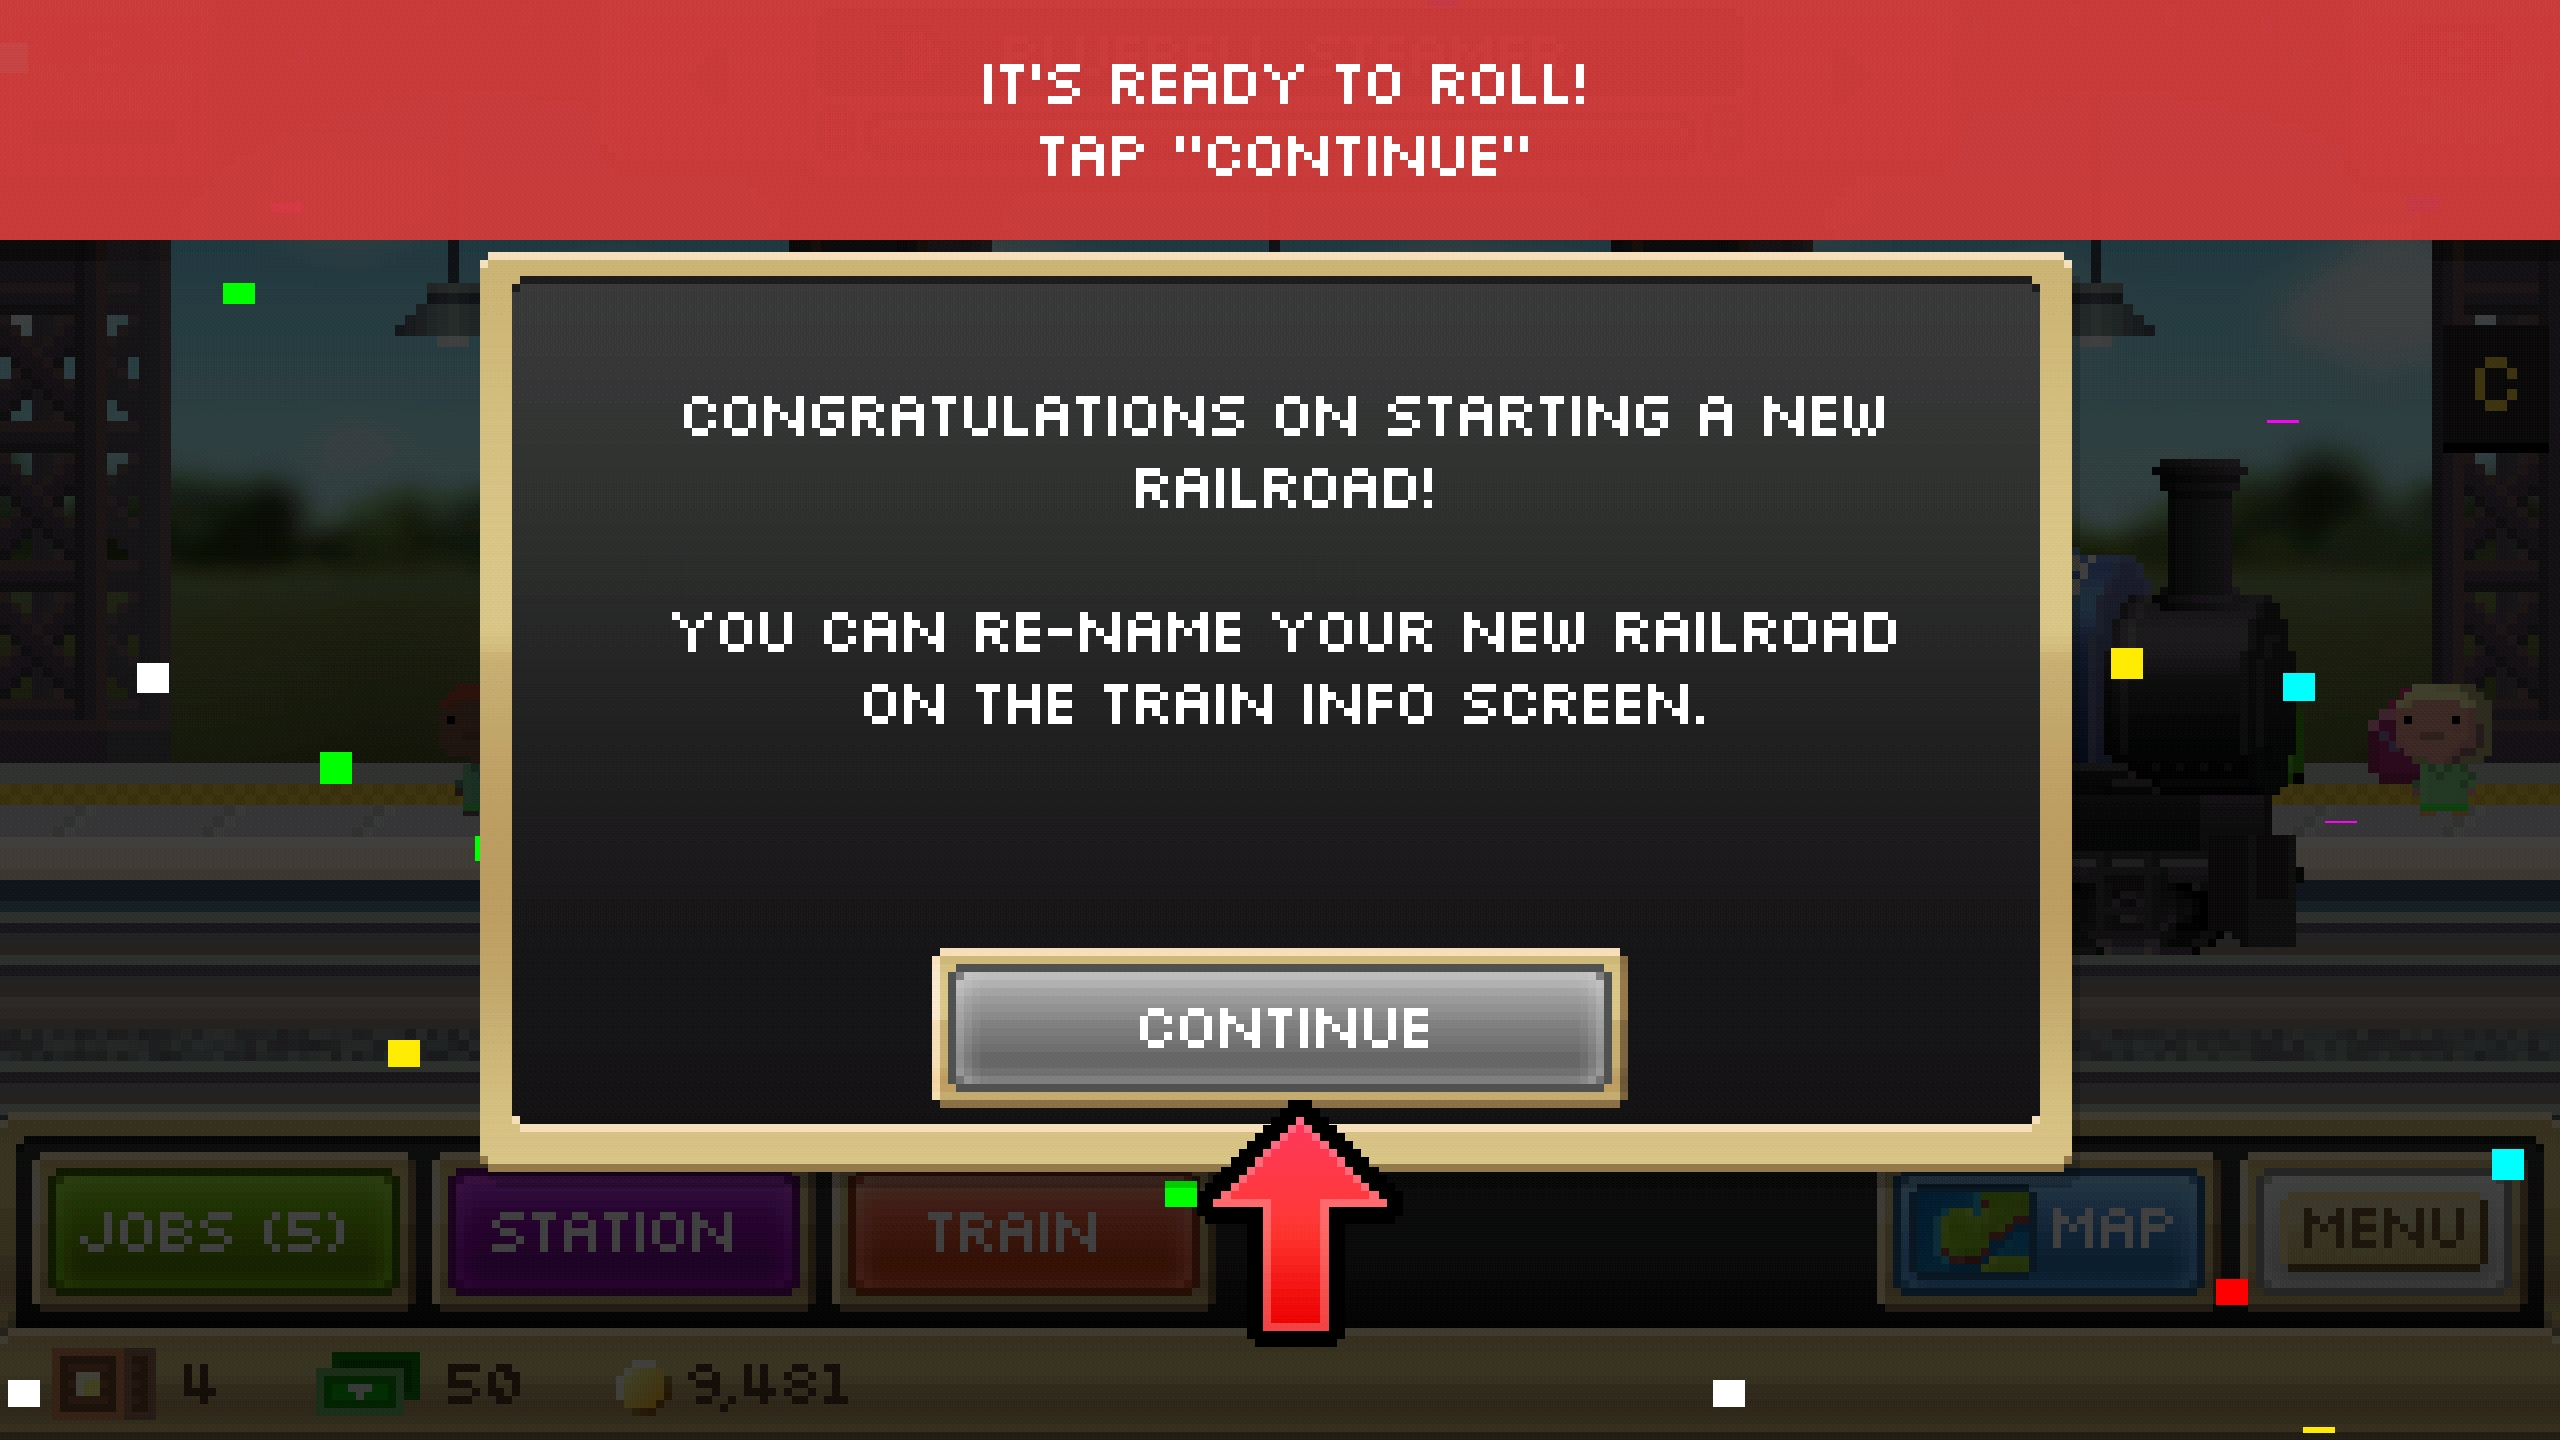 IT'S READY TO ROLL!
TAP "CONTINUE"
C
CONGRATULATIONS ON STARTING A NEW
RAILROAD!
YOU CAN RE-NAME YOUR NEW RAILROAD
ON THE TRAIN INFO SCREEN.
CONTINUE
JOBS (5)
STATION
TRAIN
MAP
MENU
4
50
9,481